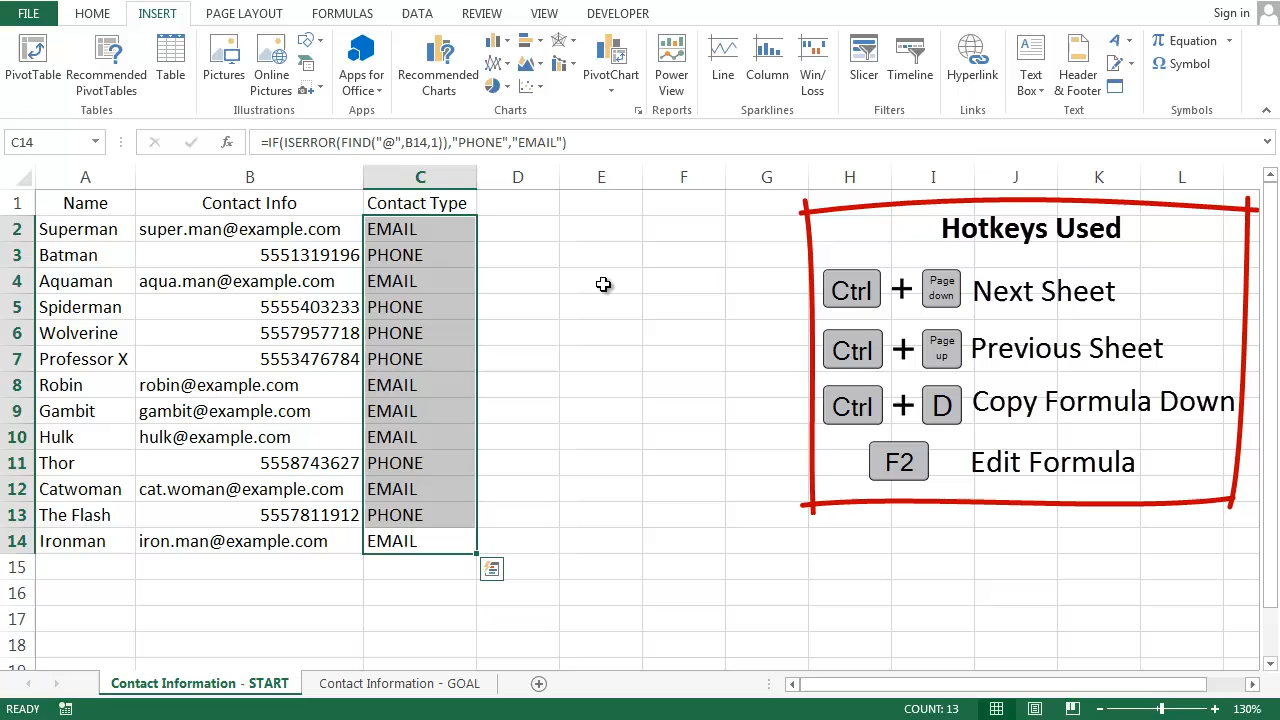 FILE HOME INSERT PAGE LAYOUT FORMULAS DATA REVIEW VIEW DEVELOPER Sign in
PivotTable Recommended PivotTables Table Pictures Online Pictures Apps for Office Recommended Charts PivotChart Power View Line Column Win/Loss Slicer Timeline Hyperlink Text Box Header & Footer Equation Symbol
Tables Illustrations Apps Charts Reports Sparklines Filters Links Text Symbols
C14 fx =IF(ISERROR(FIND("@",B14,1)),"PHONE","EMAIL")
A B C D E F G H I J K L
1 Name Contact Info Contact Type
2 Superman super.man@example.com EMAIL
3 Batman 5551319196 PHONE
4 Aquaman aqua.man@example.com EMAIL
5 Spiderman 5555403233 PHONE
6 Wolverine 5557957718 PHONE
7 Professor X 5553476784 PHONE
8 Robin robin@example.com EMAIL
9 Gambit gambit@example.com EMAIL
10 Hulk hulk@example.com EMAIL
11 Thor 5558743627 PHONE
12 Catwoman cat.woman@example.com EMAIL
13 The Flash 5557811912 PHONE
14 Ironman iron.man@example.com EMAIL
15
16
17
18
Hotkeys Used
Ctrl + Page down Next Sheet
Ctrl + Page up Previous Sheet
Ctrl + D Copy Formula Down
F2 Edit Formula
Contact Information - START Contact Information - GOAL
READY COUNT: 13 130%